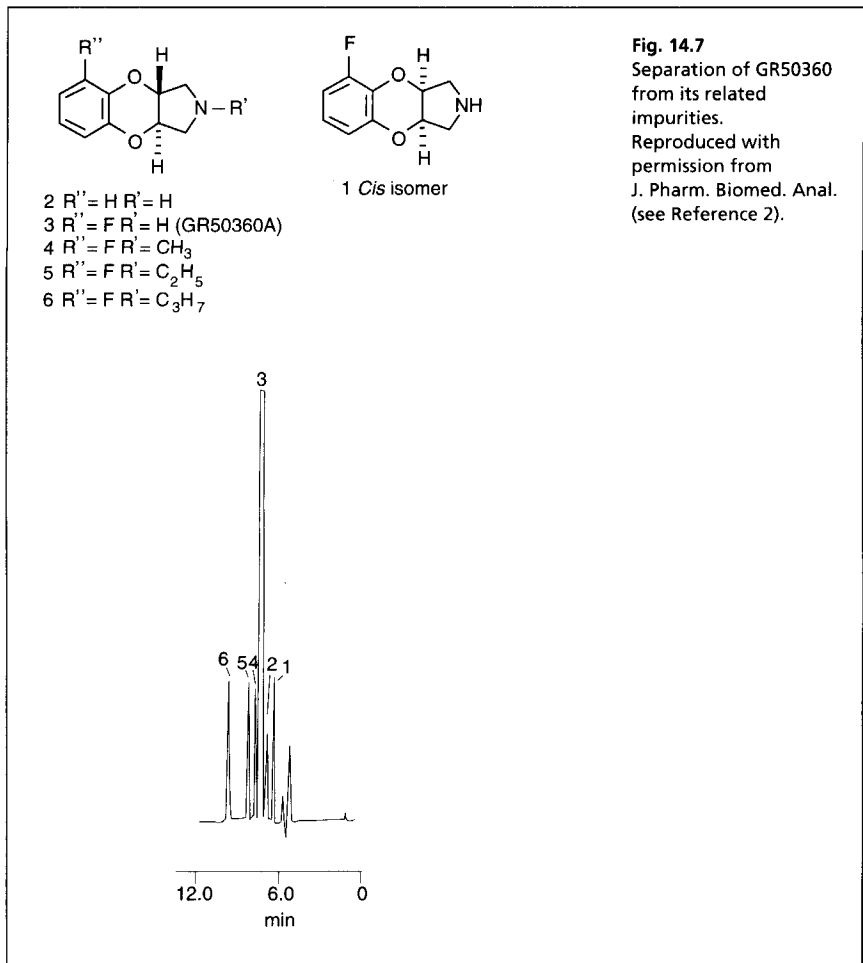 R'' H
O
N–R'
O
H
2 R''= H R'= H
3 R''= F R'= H (GR50360A)
4 R''= F R'= CH₃
5 R''= F R'= C₂H₅
6 R''= F R'= C₃H₇
F
O H
NH
O
H
1 Cis isomer
Fig. 14.7
Separation of GR50360
from its related
impurities.
Reproduced with
permission from
J. Pharm. Biomed. Anal.
(see Reference 2).
3
6 5 4 2 1
12.0 6.0 0
min